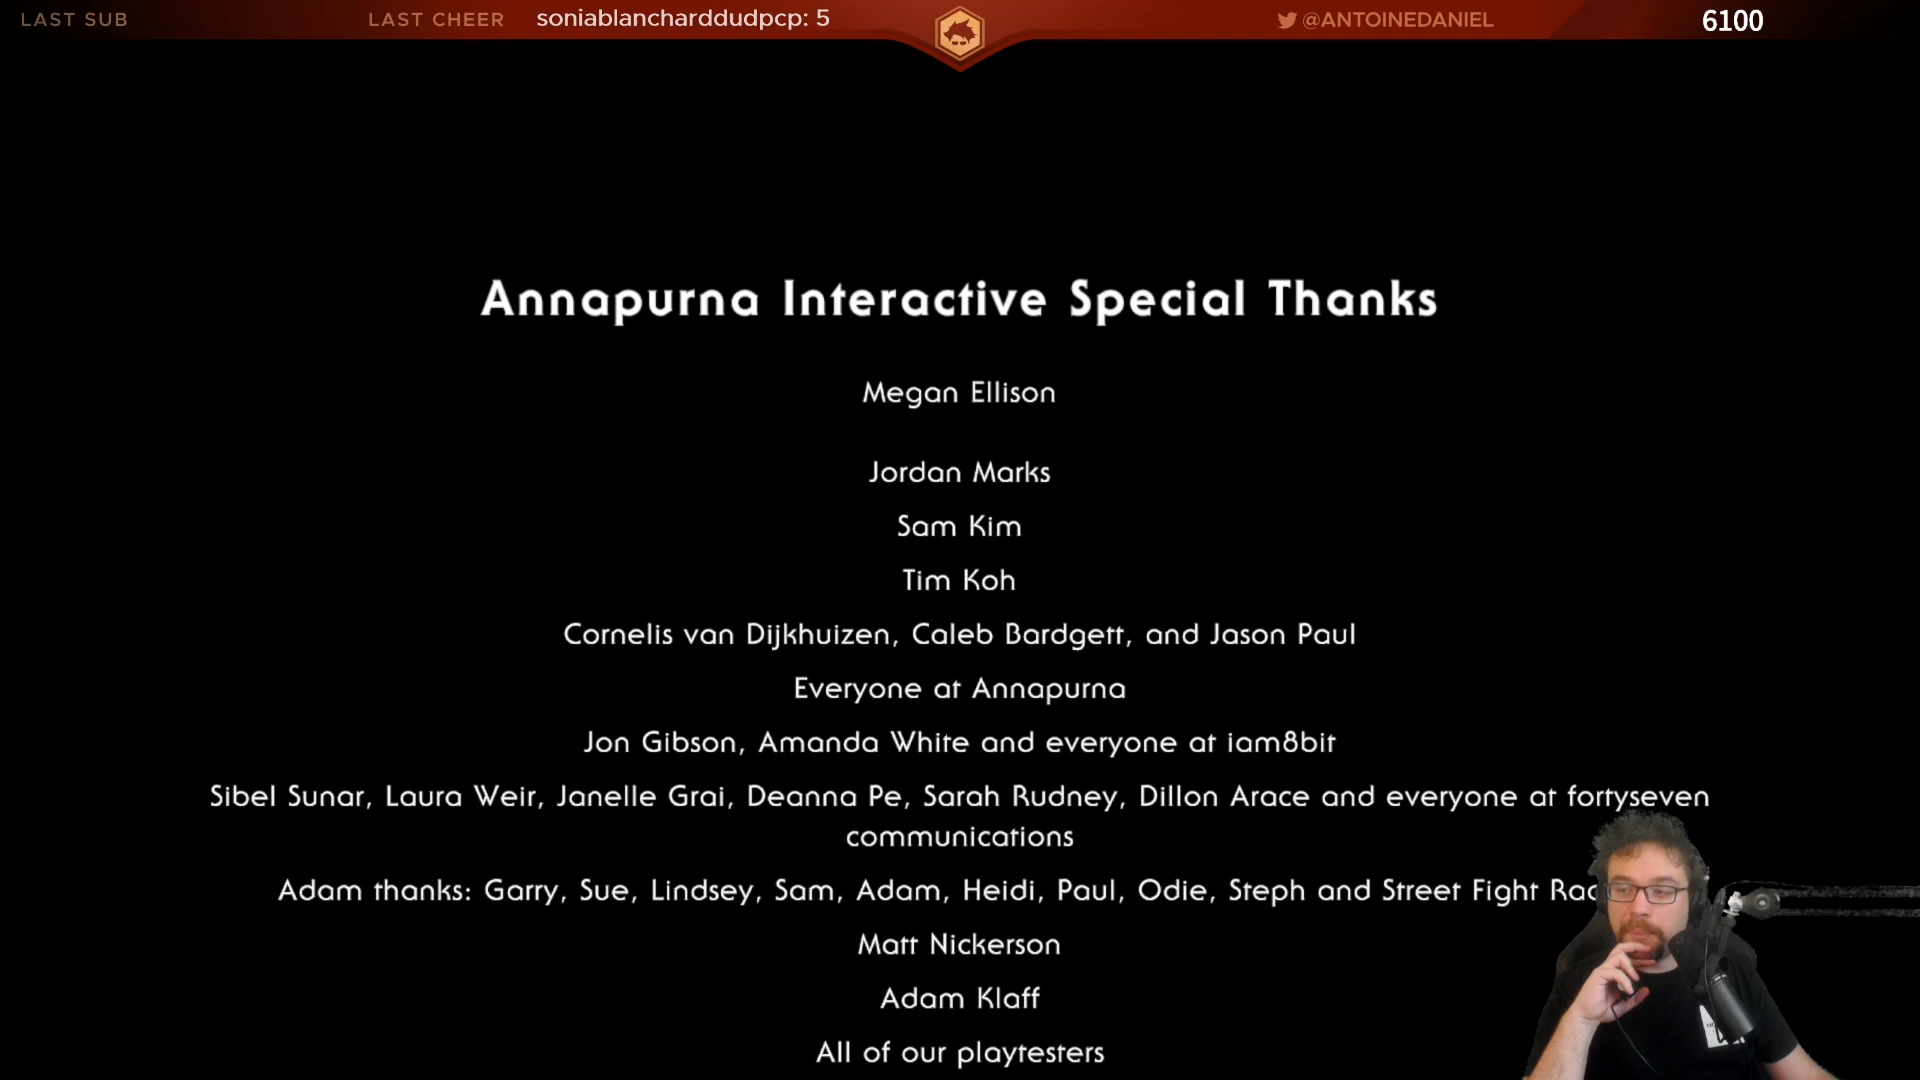 LAST SUB
LAST CHEER soniablancharddudpcp: 5
@ANTOINEDANIEL
6100
Annapurna Interactive Special Thanks
Megan Ellison
Jordan Marks
Sam Kim
Tim Koh
Cornelis van Dijkhuizen, Caleb Bardgett, and Jason Paul
Everyone at Annapurna
Jon Gibson, Amanda White and everyone at iam8bit
Sibel Sunar, Laura Weir, Janelle Grai, Deanna Pe, Sarah Rudney, Dillon Arace and everyone at fortyseven
communications
Adam thanks: Garry, Sue, Lindsey, Sam, Adam, Heidi, Paul, Odie, Steph and Street Fight
Matt Nickerson
Adam Klaff
All of our playtesters